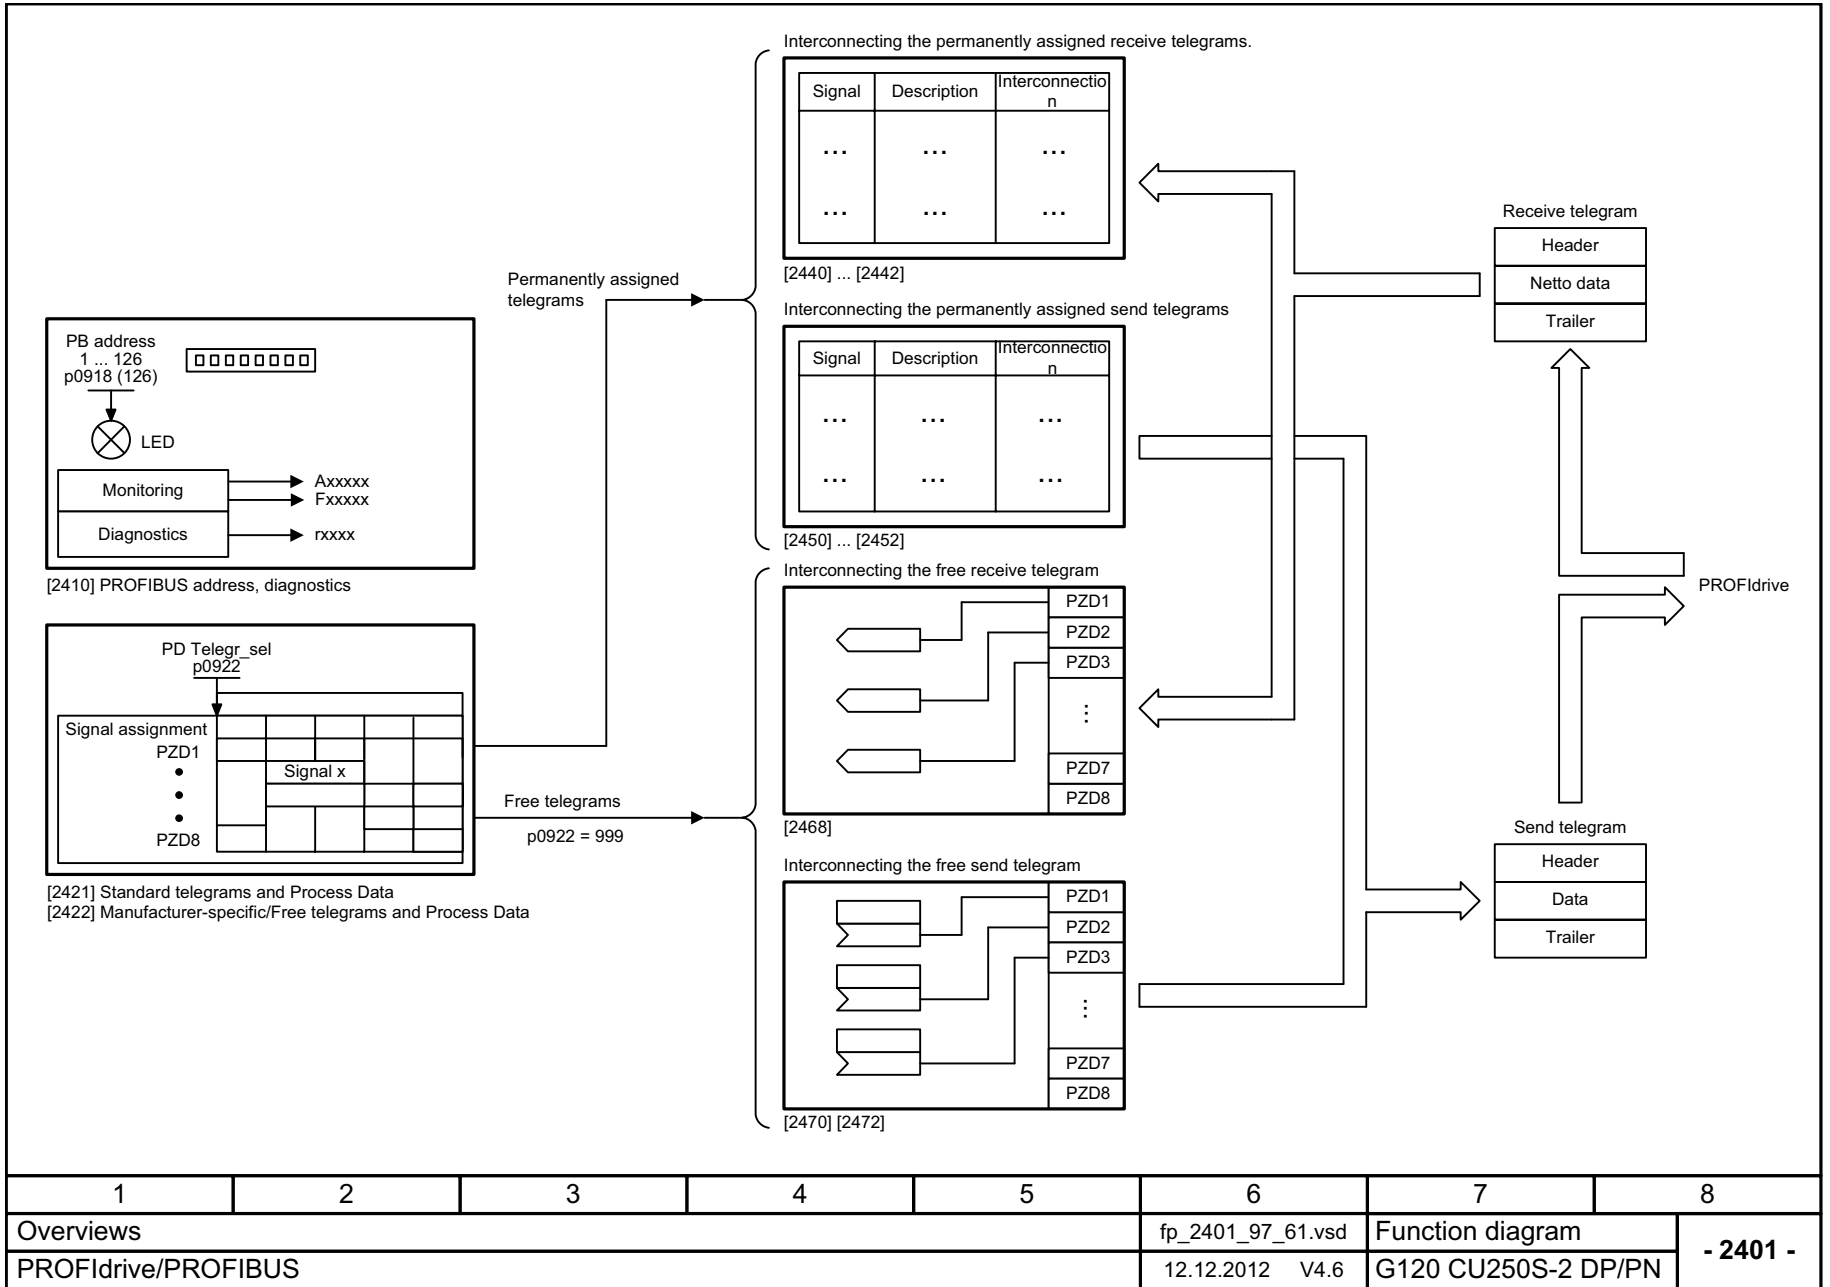 Interconnecting the permanently assigned receive telegrams.
Signal
Description
Interconnectio
n
... ... ...
... ... ...
[2440] ... [2442]
Permanently assigned
telegrams
Interconnecting the permanently assigned send telegrams
Signal
Description
Interconnectio
n
... ... ...
... ... ...
[2450] ... [2452]
PB address
1 ... 126
p0918 (126)
LED
Monitoring
Axxxxx
Fxxxxx
Diagnostics
rxxxx
[2410] PROFIBUS address, diagnostics
PD Telegr_sel
p0922
Signal assignment
PZD1
Signal x
PZD8
[2421] Standard telegrams and Process Data
[2422] Manufacturer-specific/Free telegrams and Process Data
Free telegrams
p0922 = 999
Interconnecting the free receive telegram
PZD1
PZD2
PZD3
...
PZD7
PZD8
[2468]
Interconnecting the free send telegram
PZD1
PZD2
PZD3
...
PZD7
PZD8
[2470] [2472]
Receive telegram
Header
Netto data
Trailer
PROFIdrive
Send telegram
Header
Data
Trailer
1 2 3 4 5 6 7 8
Overviews
fp_2401_97_61.vsd
Function diagram
- 2401 -
PROFIdrive/PROFIBUS
12.12.2012 V4.6
G120 CU250S-2 DP/PN